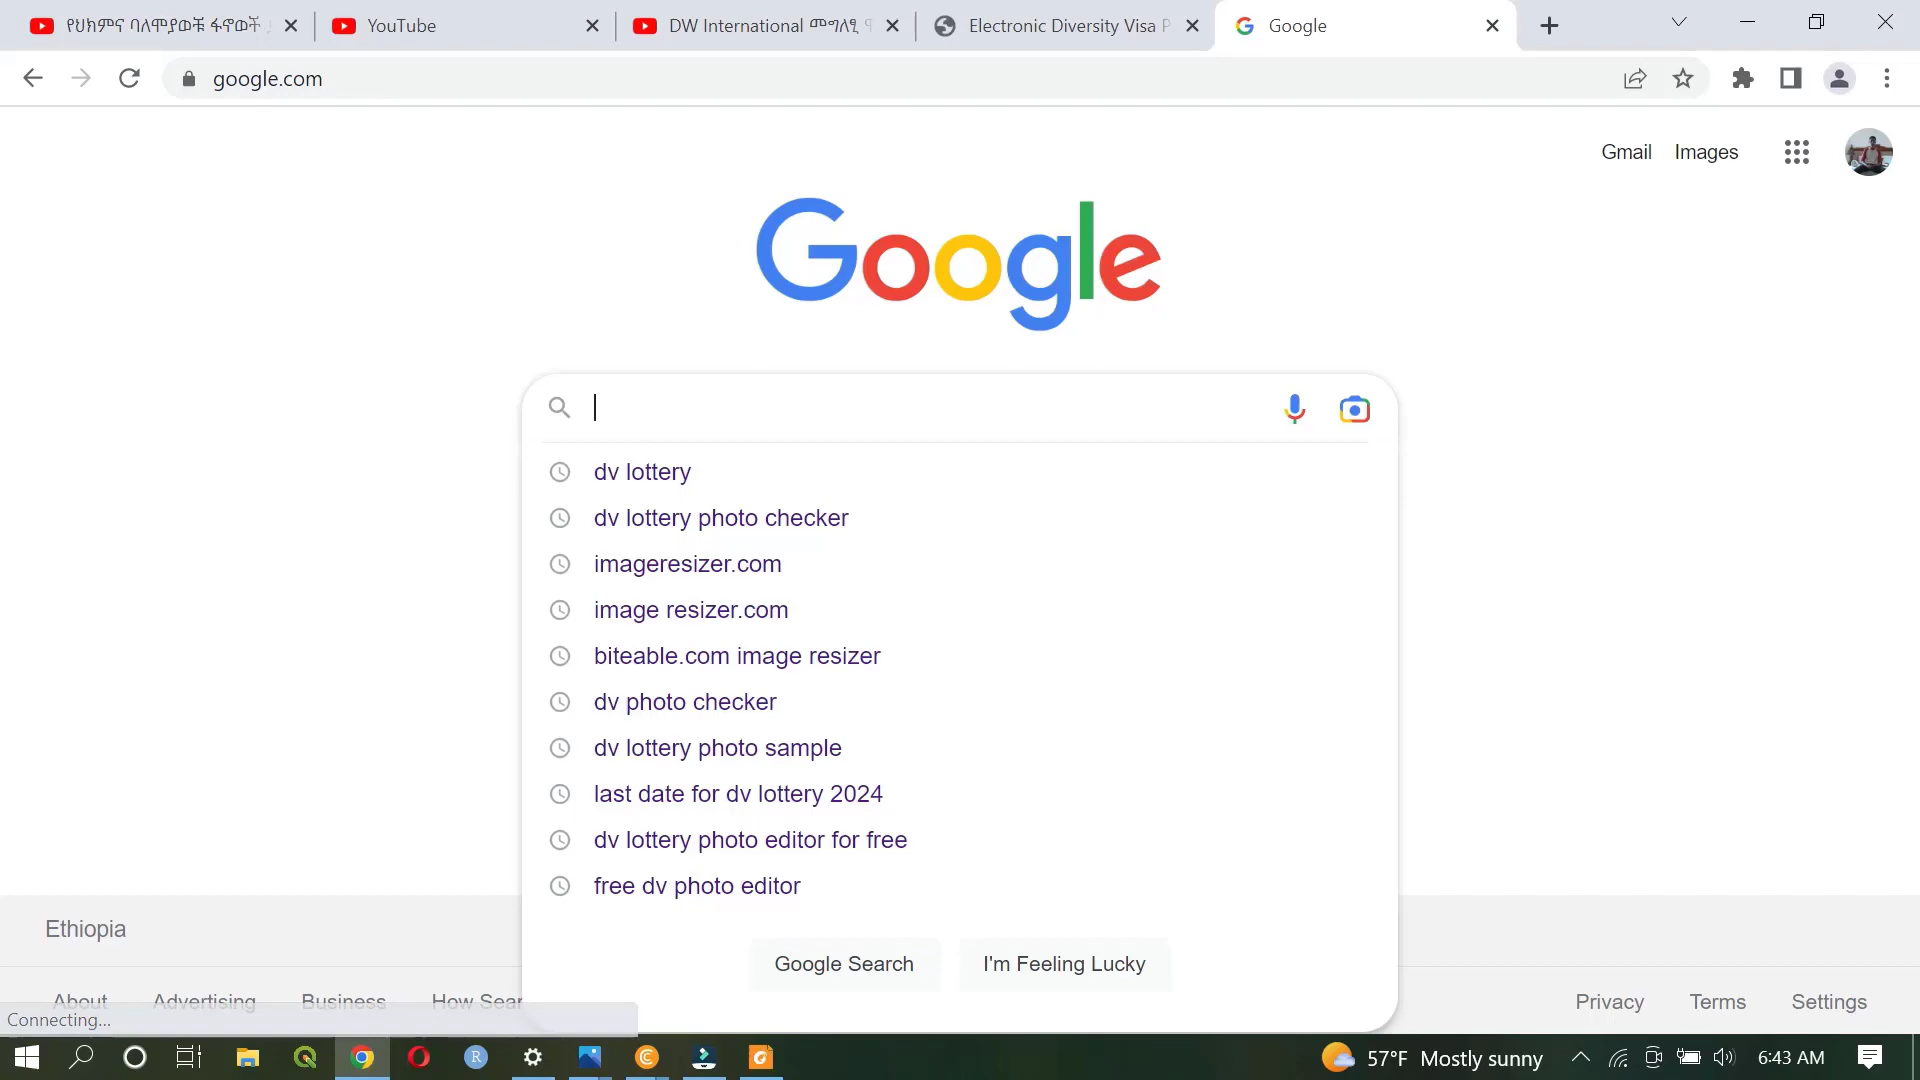 የህክምና ባለሞያወቹ ፋኖወች
YouTube
DW International መግለፂ
Electronic Diversity Visa P
Google
google.com
Gmail
Images
Google
dv lottery
dv lottery photo checker
imageresizer.com
image resizer.com
biteable.com image resizer
dv photo checker
dv lottery photo sample
last date for dv lottery 2024
dv lottery photo editor for free
free dv photo editor
Google Search
I'm Feeling Lucky
Ethiopia
About
Advertising
Business
How Sear
Privacy
Terms
Settings
Connecting...
57°F Mostly sunny
6:43 AM